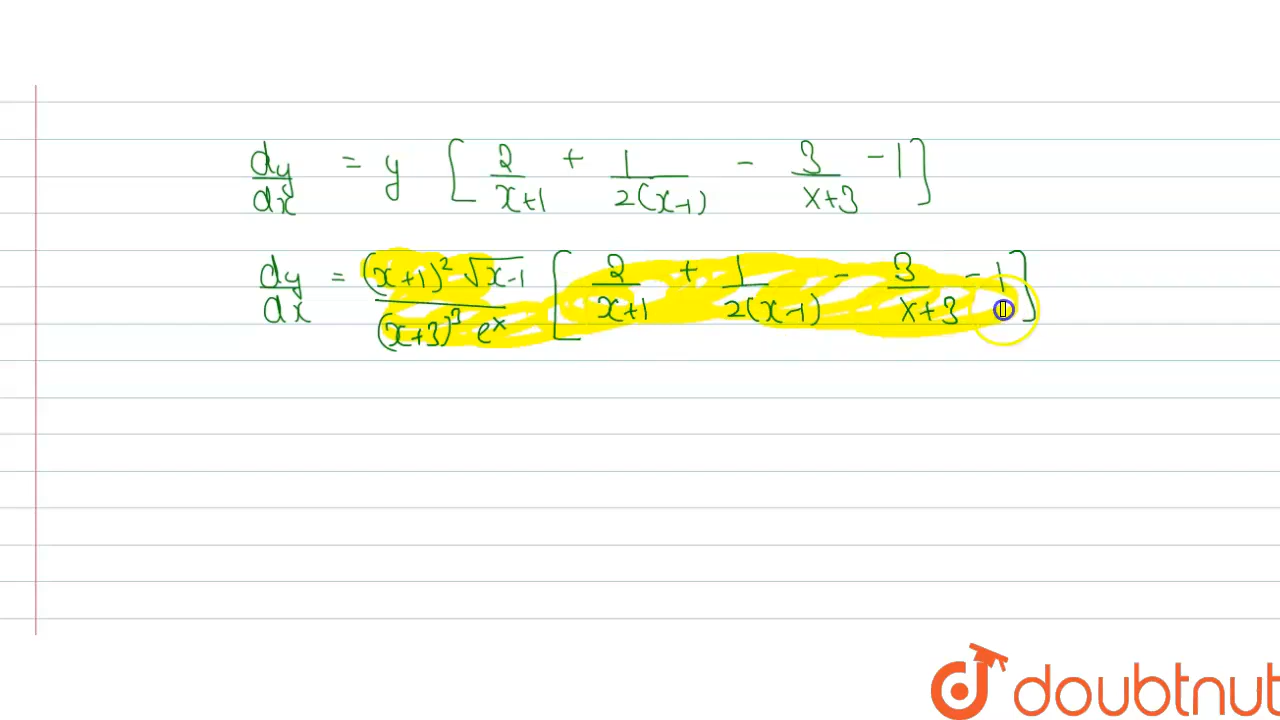 dy/dx = y [ 2/(x+1) + 1/(2(x-1)) - 3/(x+3) - 1 ]
dy/dx = (x+1)² √(x-1) / ((x+3)³ eˣ) [ 2/(x+1) + 1/(2(x-1)) - 3/(x+3) - 1 ]
doubtnut